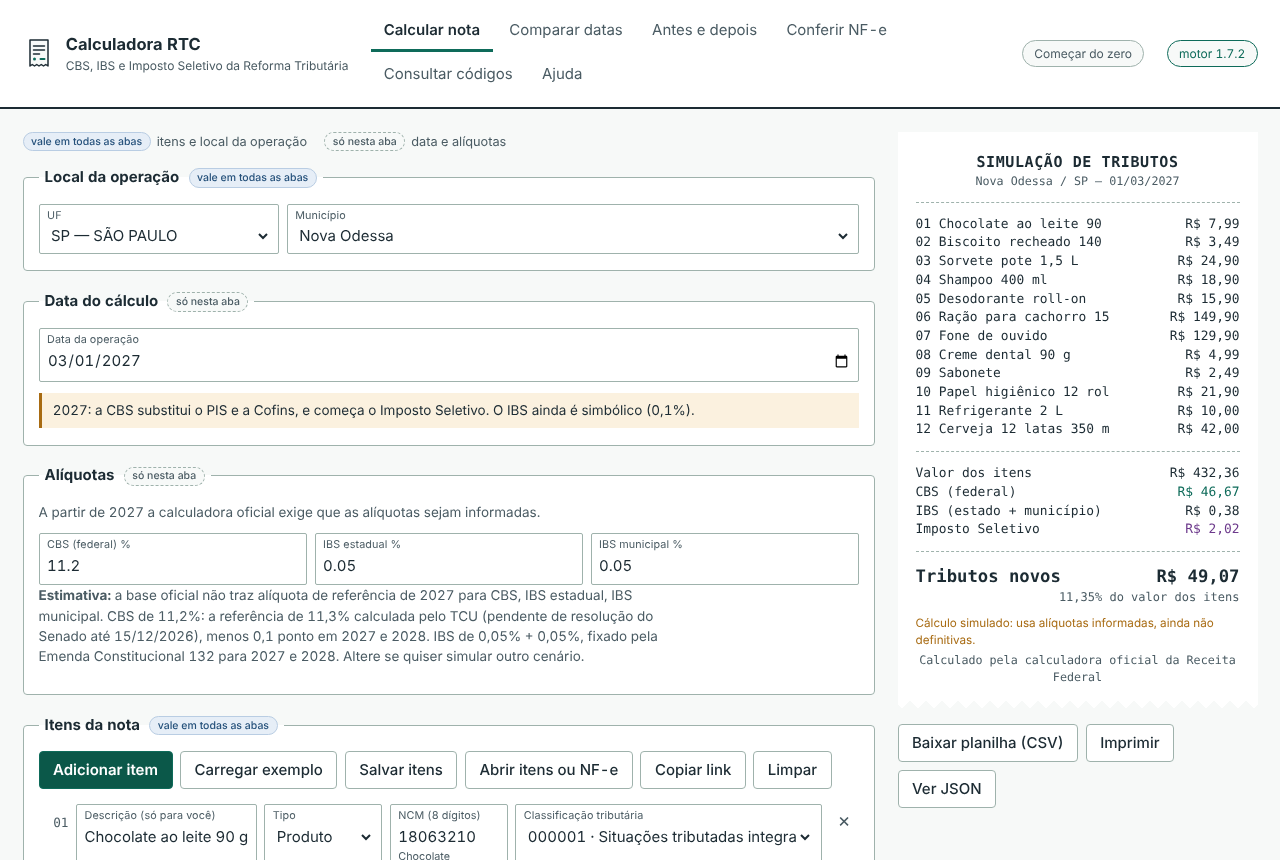 Calculadora RTC
CBS, IBS e Imposto Seletivo da Reforma Tributária
Calcular nota
Comparar datas
Antes e depois
Conferir NF-e
Consultar códigos
Ajuda
Começar do zero
motor 1.7.2
vale em todas as abas itens e local da operação só nesta aba data e alíquotas
Local da operação vale em todas as abas
UF
SP — SÃO PAULO
Município
Nova Odessa
Data do cálculo só nesta aba
Data da operação
03/01/2027
2027: a CBS substitui o PIS e a Cofins, e começa o Imposto Seletivo. O IBS ainda é simbólico (0,1%).
Alíquotas só nesta aba
A partir de 2027 a calculadora oficial exige que as alíquotas sejam informadas.
CBS (federal) %
11.2
IBS estadual %
0.05
IBS municipal %
0.05
Estimativa: a base oficial não traz alíquota de referência de 2027 para CBS, IBS estadual, IBS
municipal. CBS de 11,2%: a referência de 11,3% calculada pelo TCU (pendente de resolução do
Senado até 15/12/2026), menos 0,1 ponto em 2027 e 2028. IBS de 0,05% + 0,05%, fixado pela
Emenda Constitucional 132 para 2027 e 2028. Altere se quiser simular outro cenário.
Itens da nota vale em todas as abas
Adicionar item
Carregar exemplo
Salvar itens
Abrir itens ou NF-e
Copiar link
Limpar
01
Descrição (só para você)
Chocolate ao leite 90 g
Tipo
Produto
NCM (8 dígitos)
18063210
Chocolate
Classificação tributária
000001 · Situações tributadas integra
✕
SIMULAÇÃO DE TRIBUTOS
Nova Odessa / SP — 01/03/2027
01 Chocolate ao leite 90 R$ 7,99
02 Biscoito recheado 140 R$ 3,49
03 Sorvete pote 1,5 L R$ 24,90
04 Shampoo 400 ml R$ 18,90
05 Desodorante roll-on R$ 15,90
06 Ração para cachorro 15 R$ 149,90
07 Fone de ouvido R$ 129,90
08 Creme dental 90 g R$ 4,99
09 Sabonete R$ 2,49
10 Papel higiênico 12 rol R$ 21,90
11 Refrigerante 2 L R$ 10,00
12 Cerveja 12 latas 350 m R$ 42,00
Valor dos itens R$ 432,36
CBS (federal) R$ 46,67
IBS (estado + município) R$ 0,38
Imposto Seletivo R$ 2,02
Tributos novos R$ 49,07
11,35% do valor dos itens
Cálculo simulado: usa alíquotas informadas, ainda não
definitivas.
Calculado pela calculadora oficial da Receita
Federal
Baixar planilha (CSV)
Imprimir
Ver JSON